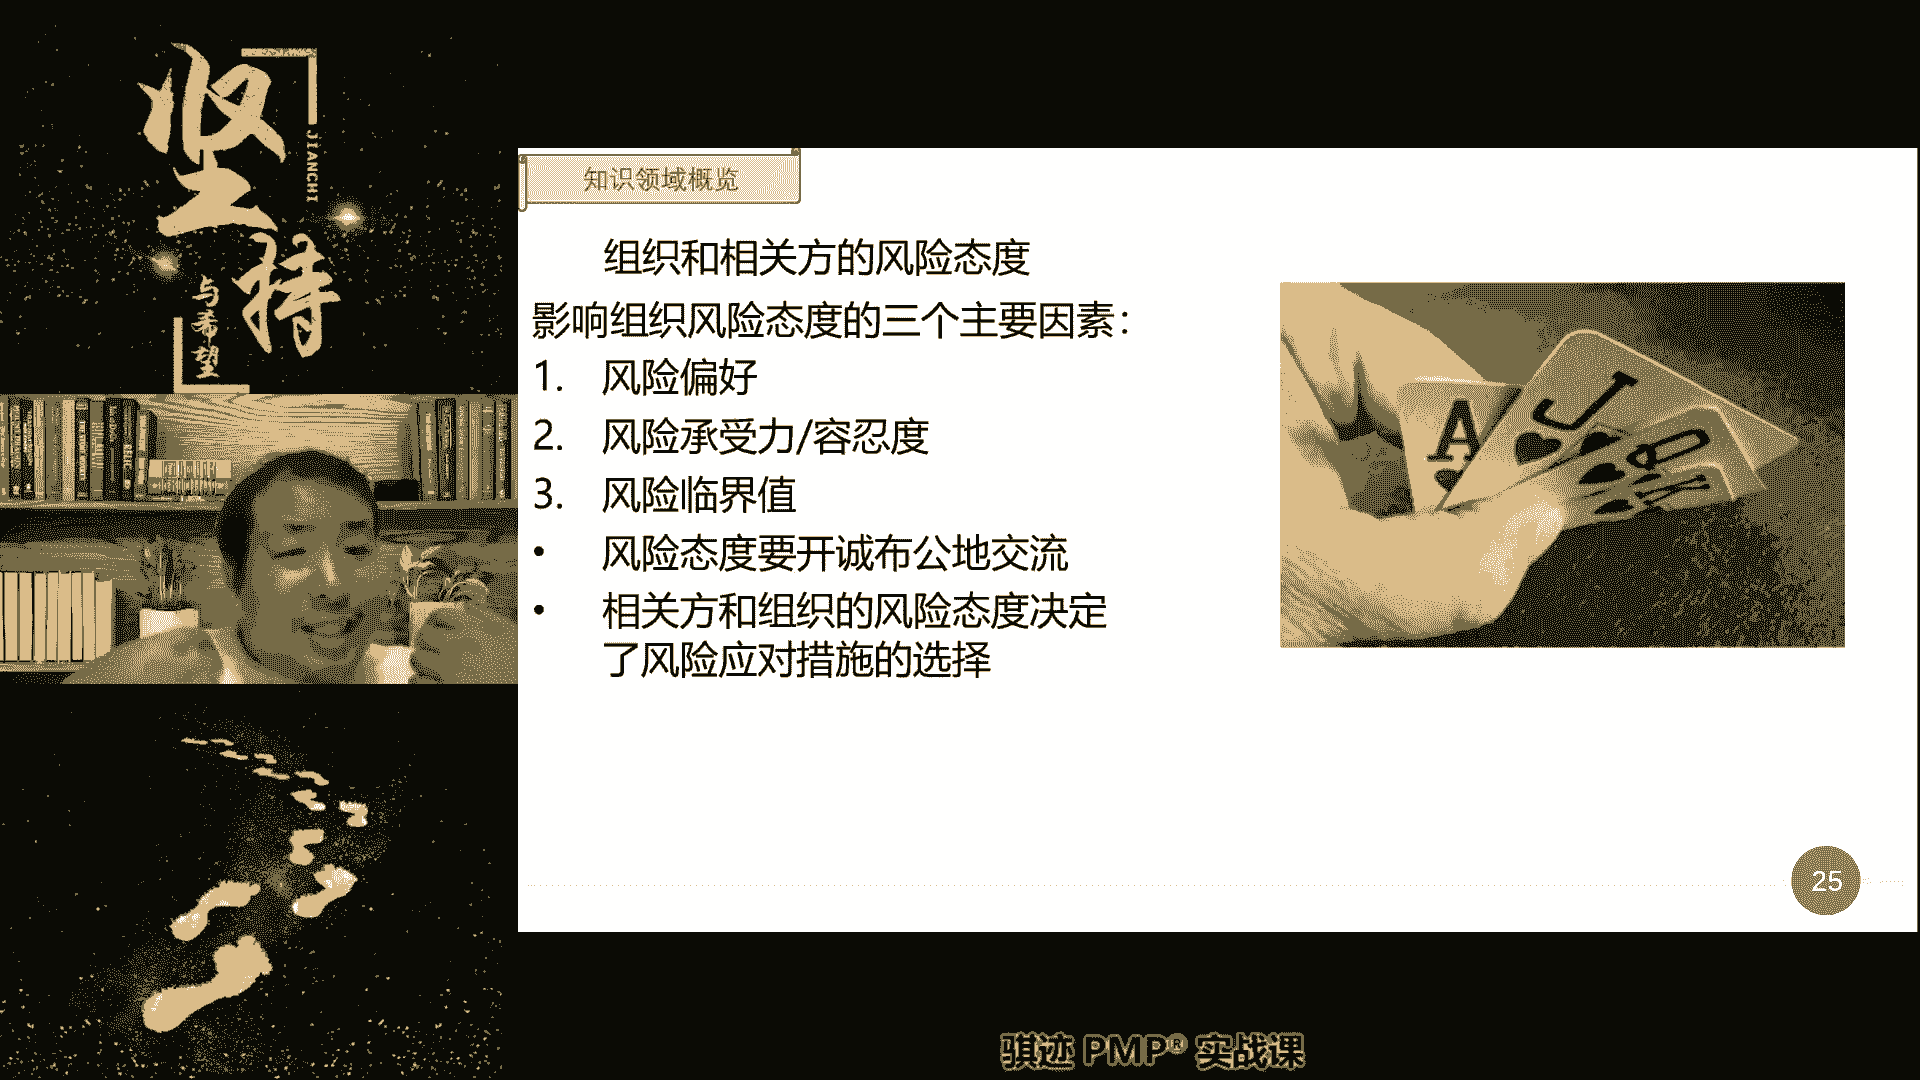 坚持
JIANCHI
与希望
知识领域概览
组织和相关方的风险态度
影响组织风险态度的三个主要因素：
1. 风险偏好
2. 风险承受力/容忍度
3. 风险临界值
• 风险态度要开诚布公地交流
• 相关方和组织的风险态度决定
了风险应对措施的选择
A
J
Q
K
25
骐迹 PMP® 实战课